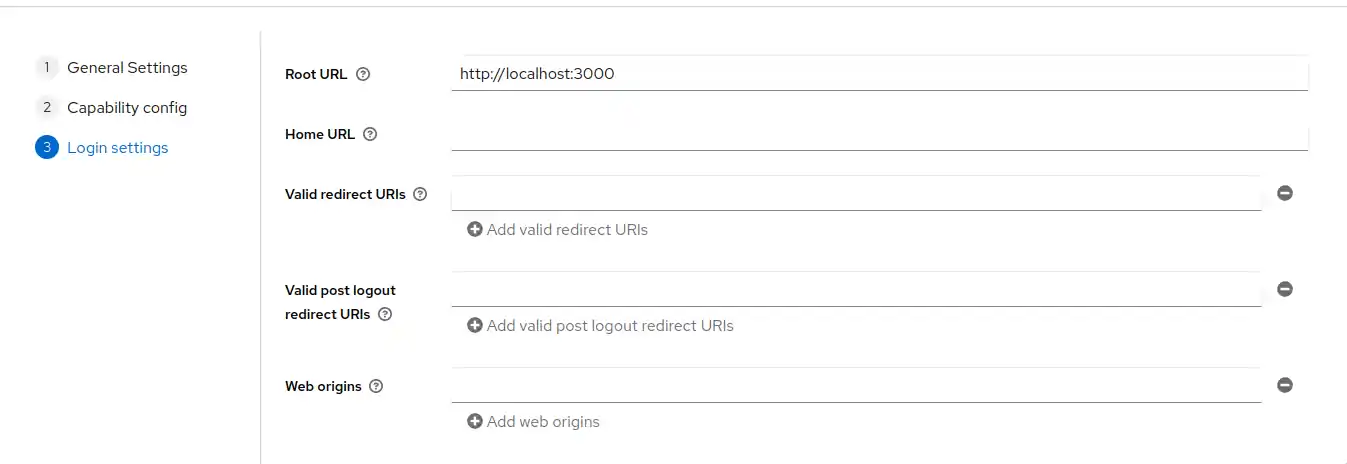 1 General Settings
2 Capability config
3 Login settings
Root URL
http://localhost:3000
Home URL
Valid redirect URIs
Add valid redirect URIs
Valid post logout
redirect URIs
Add valid post logout redirect URIs
Web origins
Add web origins